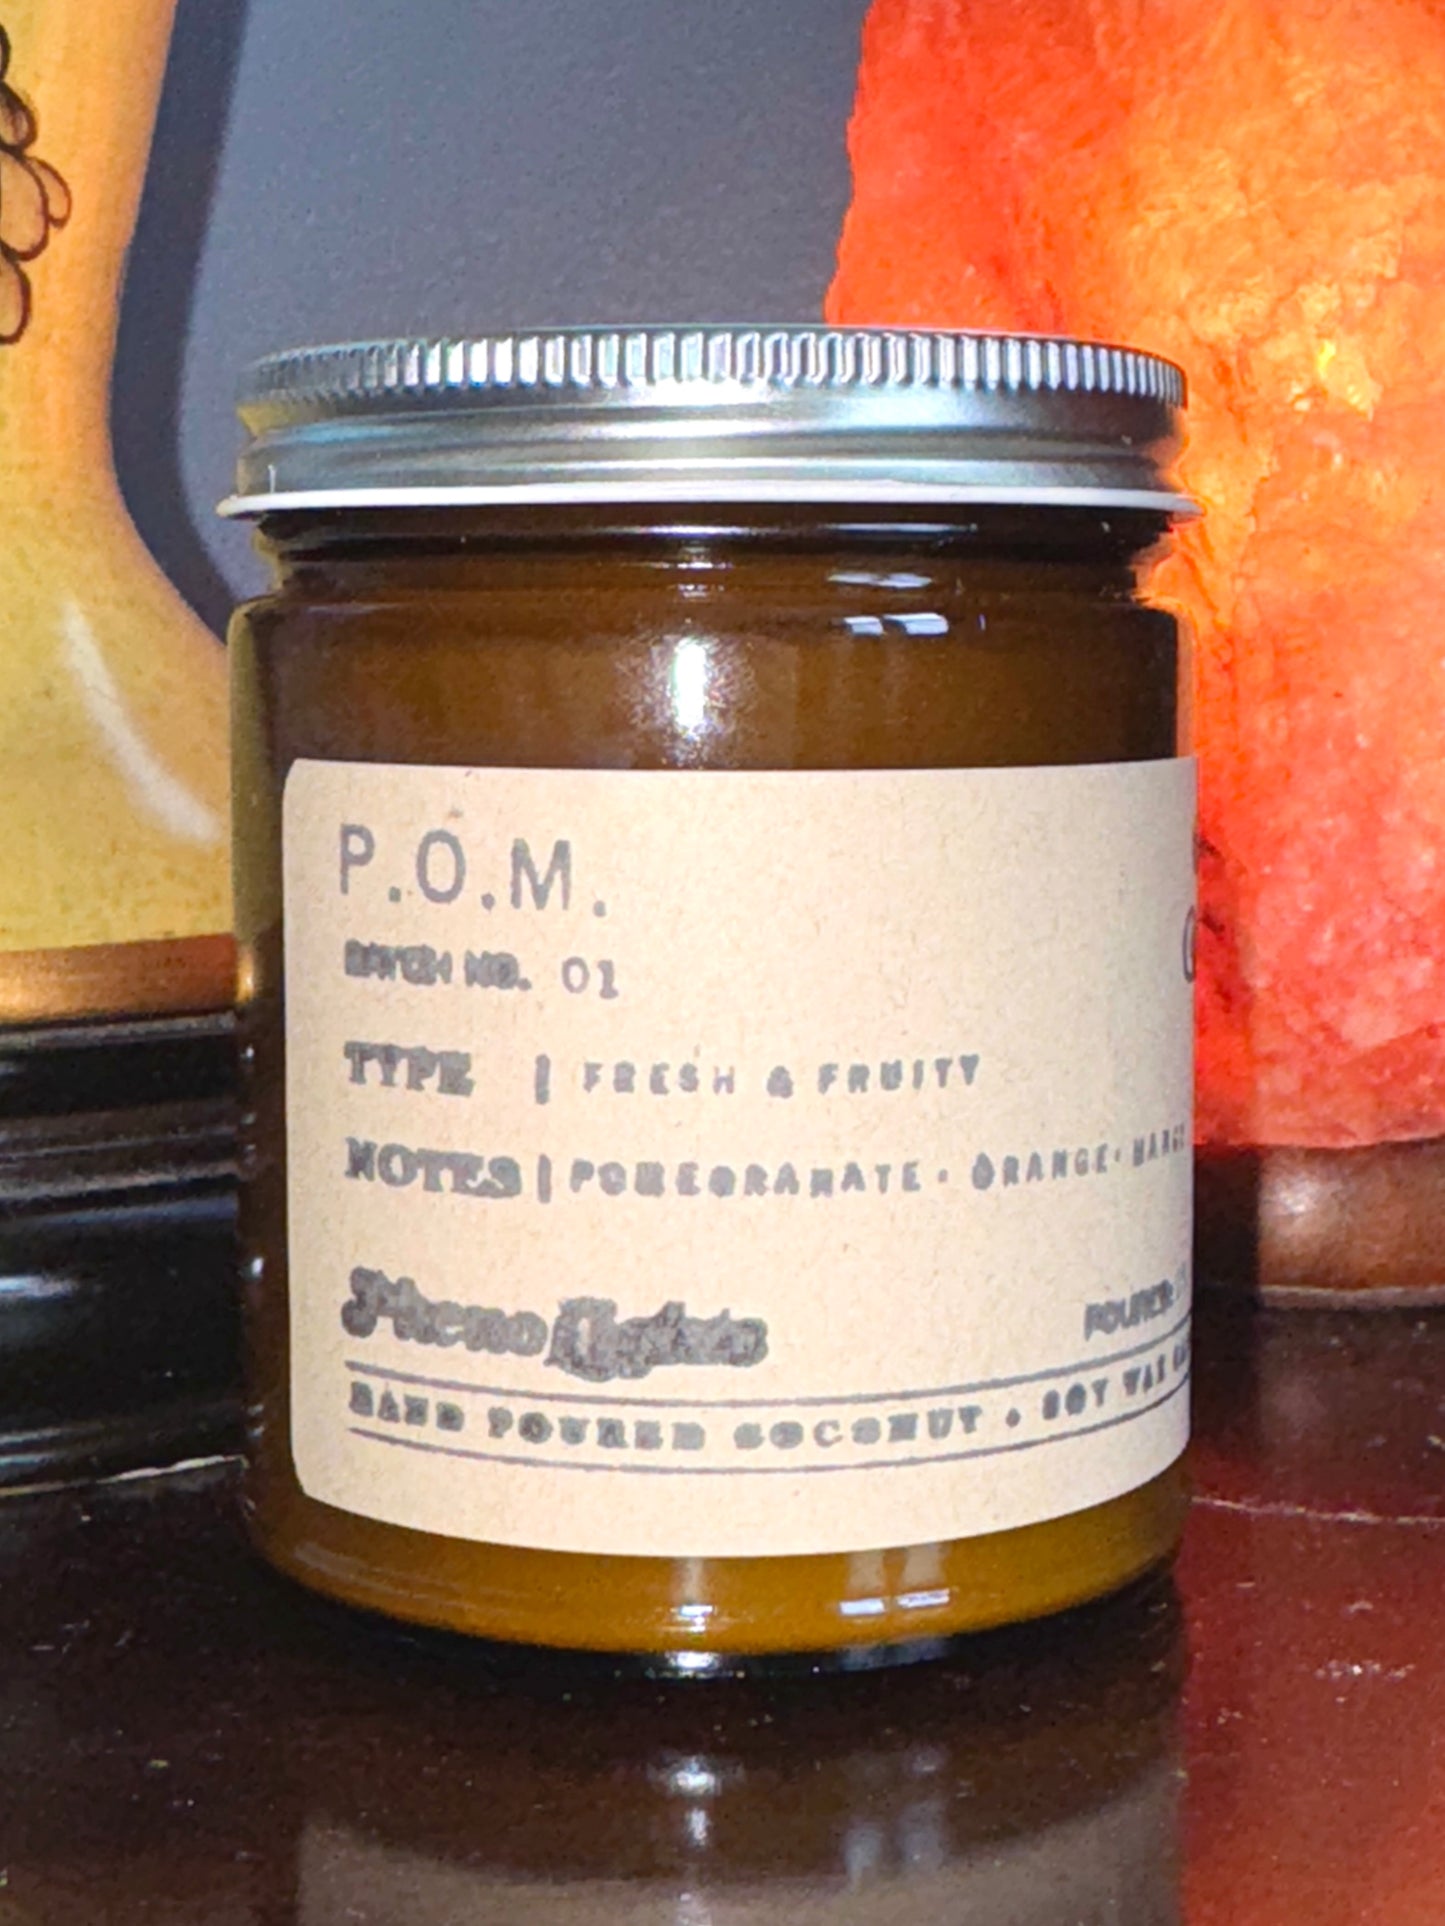 P.O.M.
BATCH NO. 01
TYPE | FRESH & FRUITY
NOTES | POMEGRANATE · ORANGE ·
HAND POURED COCONUT · SOY WAX